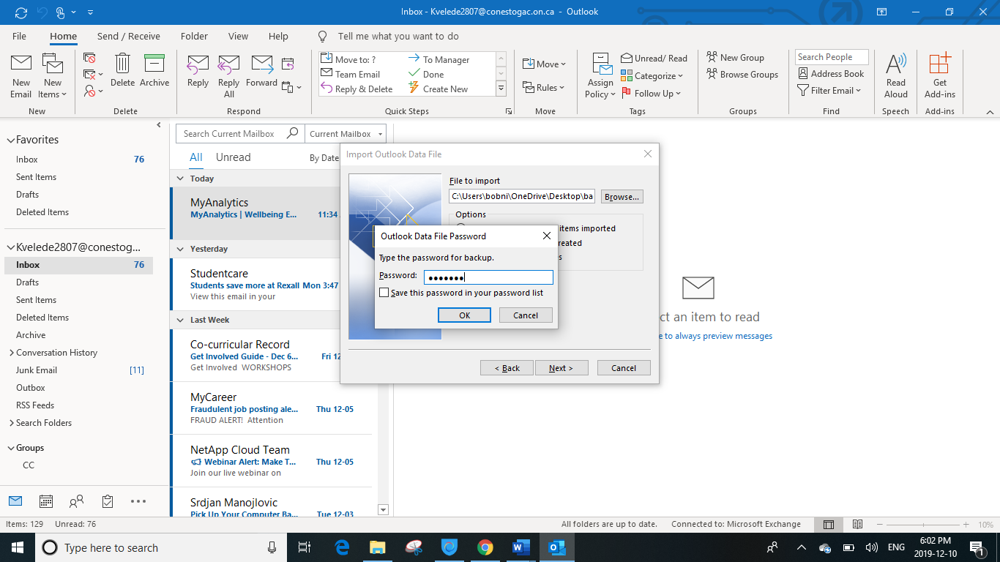 Inbox - Kvelede2807@conestogac.on.ca - Outlook
File Home Send / Receive Folder View Help Tell me what you want to do
New Email
New Items
New
Delete
Archive
Delete
Reply
Reply All
Forward
Respond
Move to: ? To Manager
Team Email Done
Reply & Delete Create New
Quick Steps
Move
Rules
Move
Assign Policy
Unread/ Read
Categorize
Follow Up
Tags
New Group
Browse Groups
Groups
Search People
Address Book
Filter Email
Find
Read Aloud
Speech
Get Add-ins
Add-ins
Favorites
Inbox 76
Sent Items
Drafts
Deleted Items
Kvelede2807@conestog...
Inbox 76
Drafts
Sent Items
Deleted Items
Archive
Conversation History
Junk Email [11]
Outbox
RSS Feeds
Search Folders
Groups
CC
Search Current Mailbox Current Mailbox
All Unread By Date
Today
MyAnalytics
MyAnalytics | Wellbeing E... 11:34
Yesterday
Studentcare
Students save more at Rexall Mon 3:47
View this email in your
Last Week
Co-curricular Record
Get Involved Guide - Dec 6... Fri 12
Get Involved WORKSHOPS
MyCareer
Fraudulent job posting ale... Thu 12-05
FRAUD ALERT! Attention
NetApp Cloud Team
Webinar Alert: Make T... Thu 12-05
Join our live webinar on
Srdjan Manojlovic
Pick Up Your Computer Ba... Tue 12-03
Import Outlook Data File
File to import
C:\Users\bobni\OneDrive\Desktop\ba Browse...
Options
items imported
reated
s
Outlook Data File Password
Type the password for backup.
Password: •••••••
Save this password in your password list
OK Cancel
< Back Next > Cancel
ct an item to read
e to always preview messages
Items: 129 Unread: 76 All folders are up to date. Connected to: Microsoft Exchange 10%
Type here to search
ENG
6:02 PM
2019-12-10
1